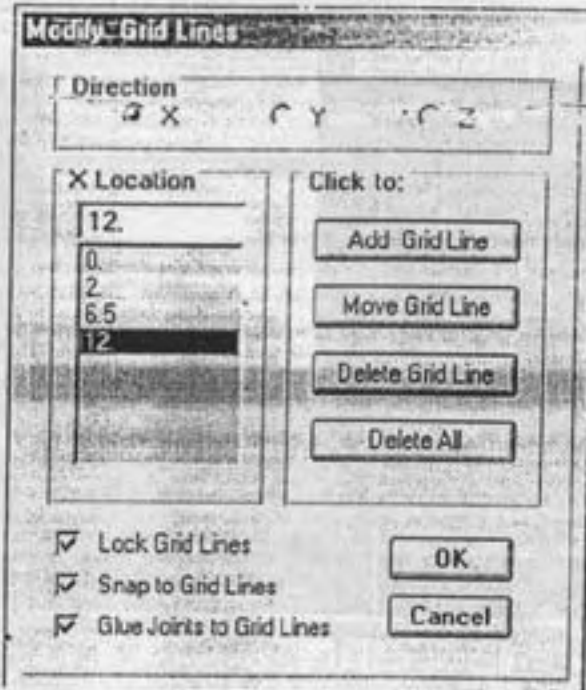 Modify Grid Lines
Direction
X Y Z
X Location
12.
0.
2.
6.5
12.
Click to:
Add Grid Line
Move Grid Line
Delete Grid Line
Delete All
Lock Grid Lines
Snap to Grid Lines
Glue Joints to Grid Lines
OK
Cancel